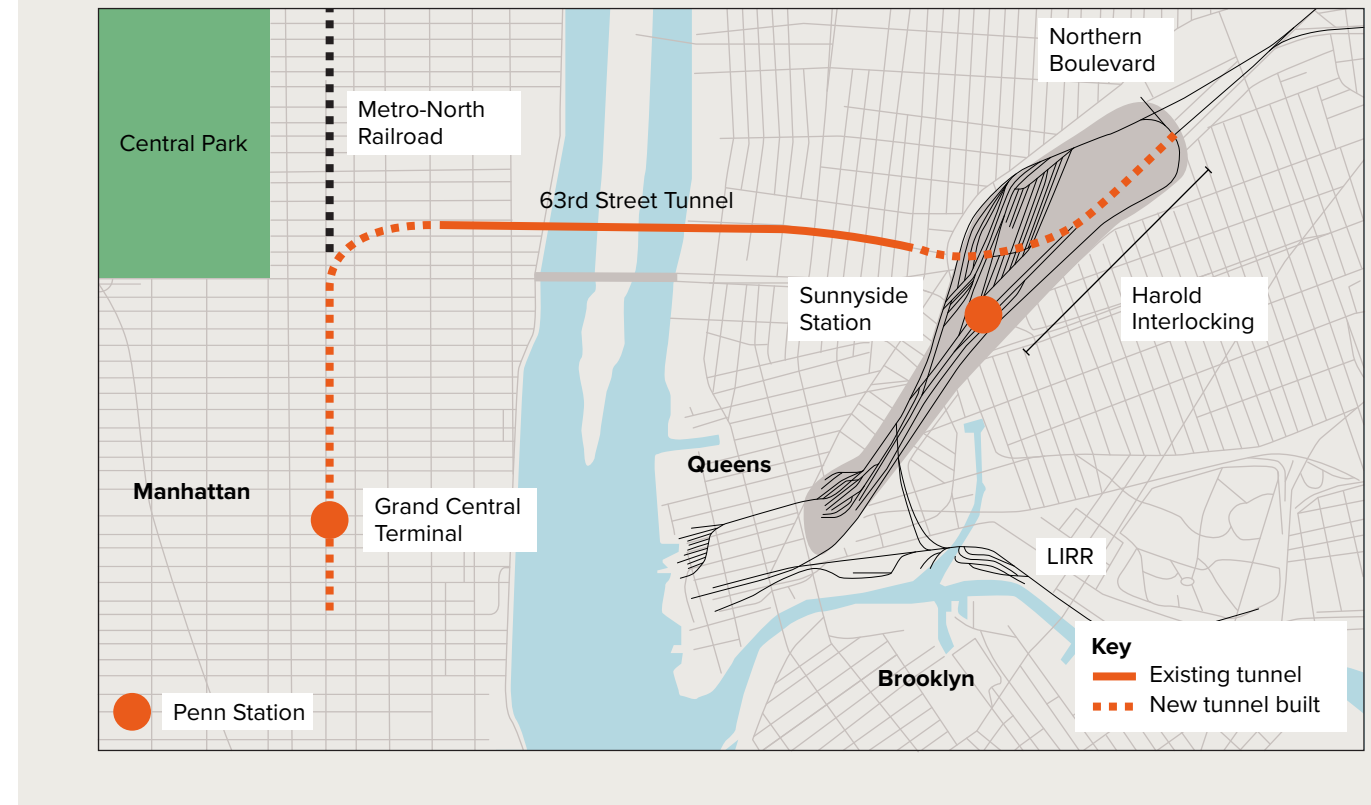 Northern
Boulevard
Metro-North
Railroad
Central Park
63rd Street Tunnel
Sunnyside
Station
Harold
Interlocking
Queens
Manhattan
Grand Central
Terminal
LIRR
Key
Existing tunnel
New tunnel built
Brooklyn
Penn Station